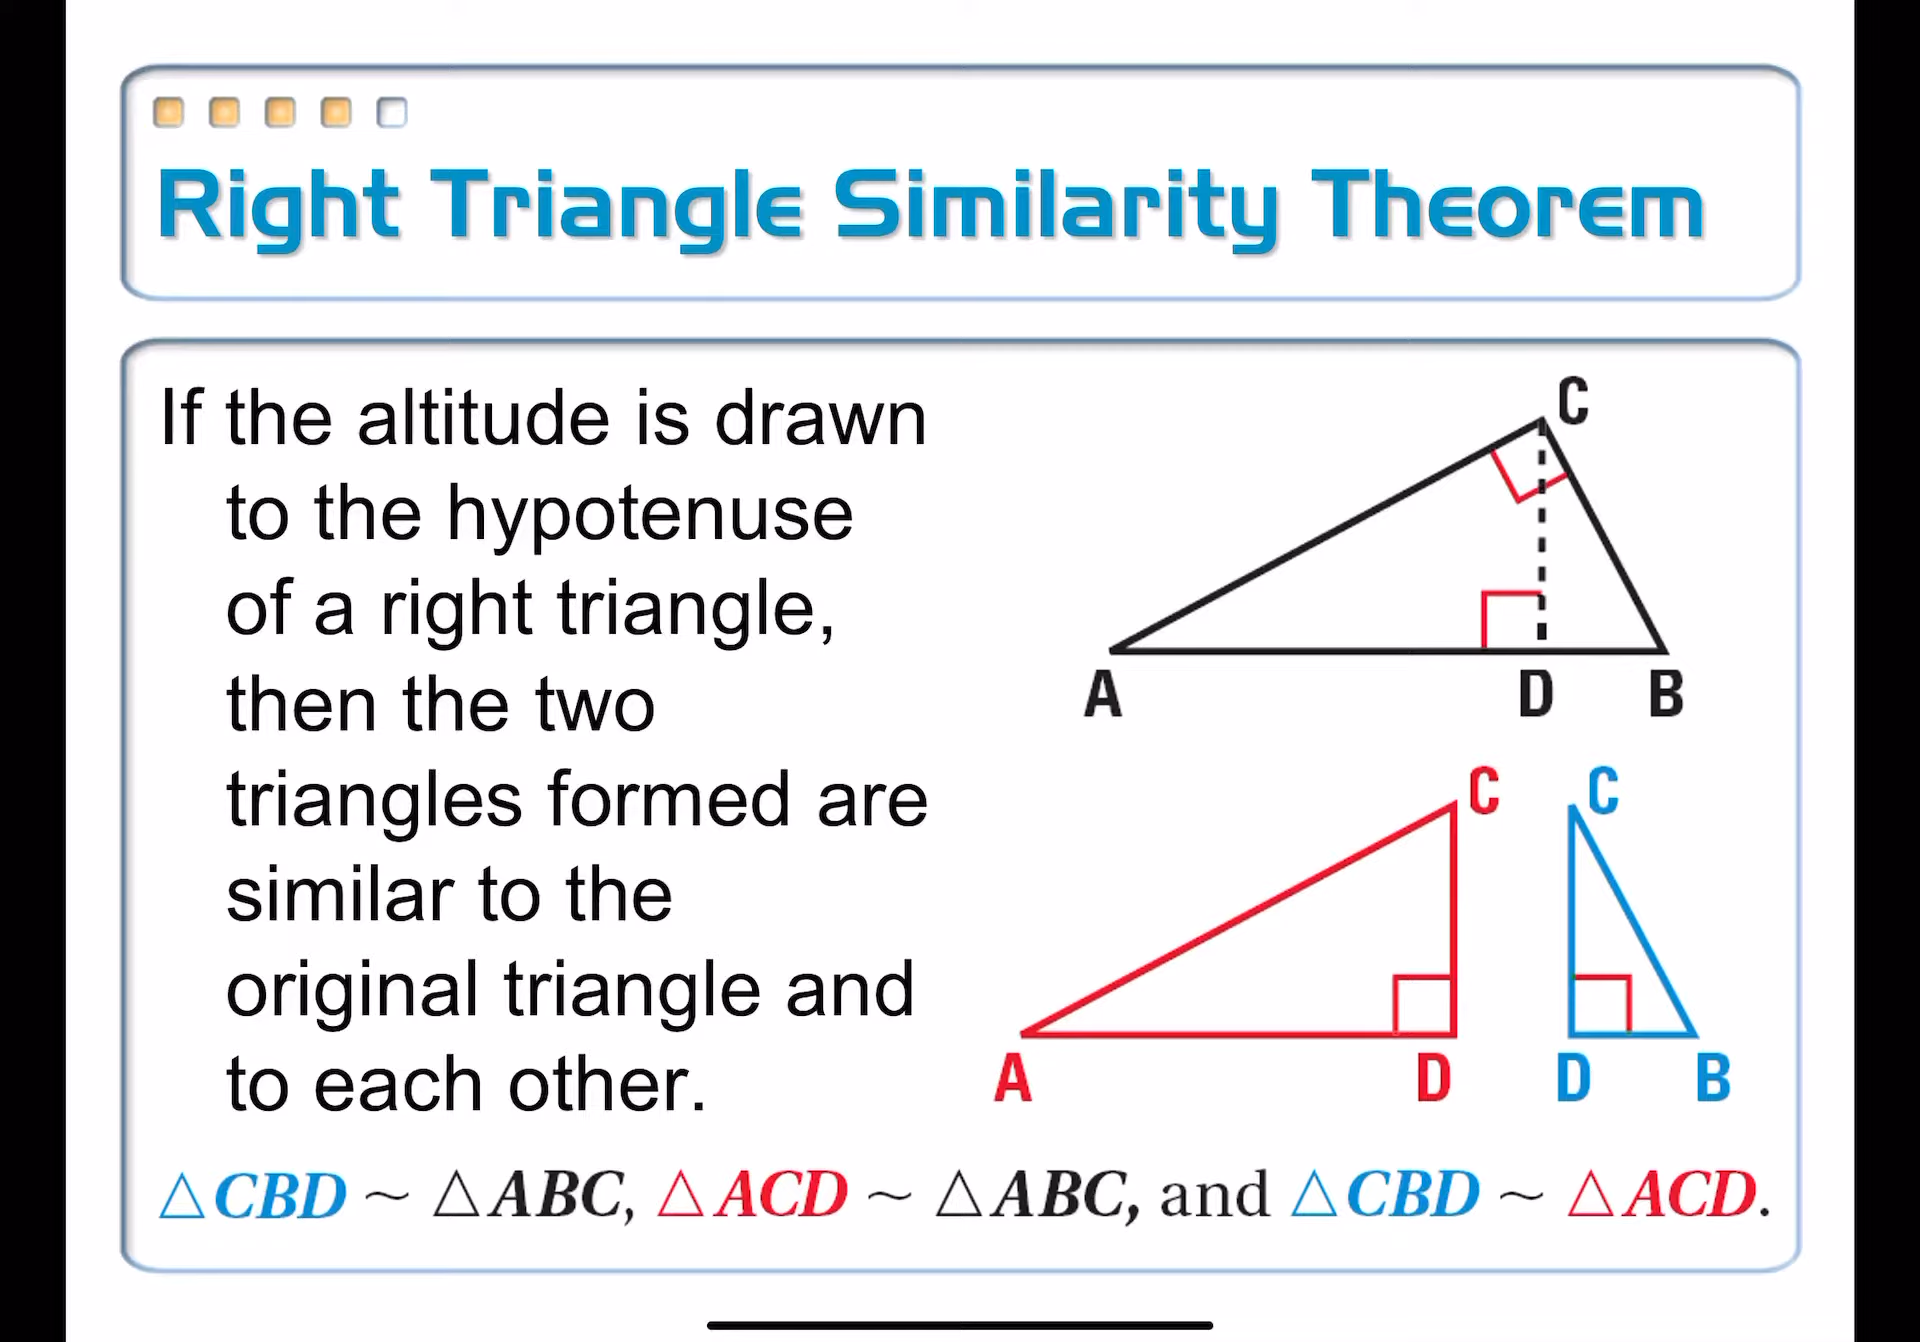 Right Triangle Similarity Theorem
If the altitude is drawn
to the hypotenuse
of a right triangle,
then the two
triangles formed are
similar to the
original triangle and
to each other.
C
A
D
B
C
A
D
C
D
B
△CBD ~ △ABC, △ACD ~ △ABC, and △CBD ~ △ACD.